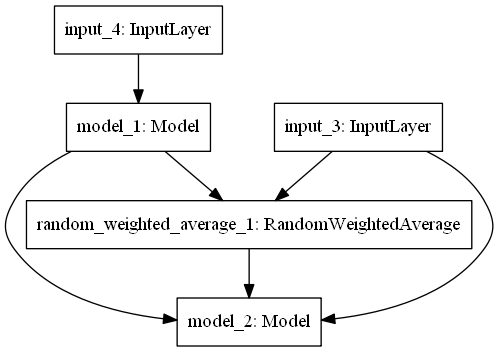 input_4: InputLayer
model_1: Model
input_3: InputLayer
random_weighted_average_1: RandomWeightedAverage
model_2: Model